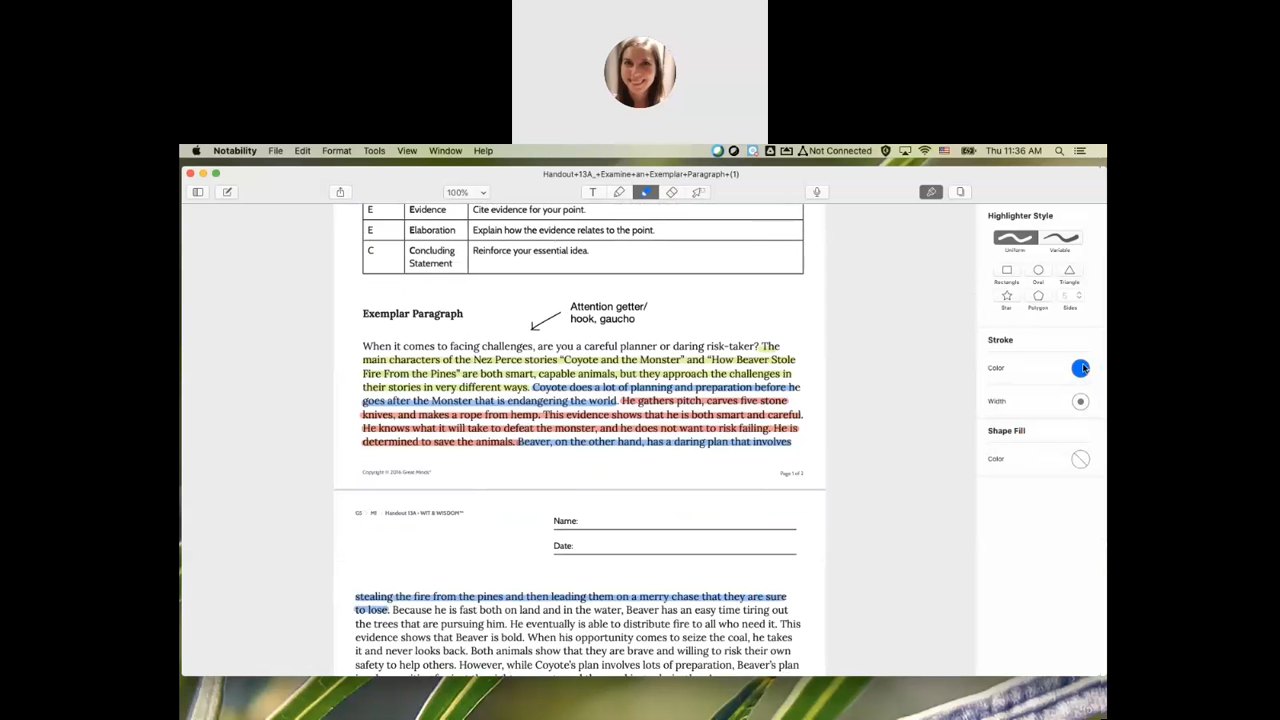 Notability File Edit Format Tools View Window Help Not Connected Thu 11:36 AM
Handout+13A_+Examine+an+Exemplar+Paragraph+(1)
100% T
E Evidence Cite evidence for your point.
E Elaboration Explain how the evidence relates to the point.
C Concluding Statement Reinforce your essential idea.
Attention getter/
hook, gaucho
Exemplar Paragraph
When it comes to facing challenges, are you a careful planner or daring risk-taker? The
main characters of the Nez Perce stories “Coyote and the Monster” and “How Beaver Stole
Fire From the Pines” are both smart, capable animals, but they approach the challenges in
their stories in very different ways. Coyote does a lot of planning and preparation before he
goes after the Monster that is endangering the world. He gathers pitch, carves five stone
knives, and makes a rope from hemp. This evidence shows that he is both smart and careful.
He knows what it will take to defeat the monster, and he does not want to risk failing. He is
determined to save the animals. Beaver, on the other hand, has a daring plan that involves
Copyright © 2016 Great Minds® Page 1 of 2
G5 > M1 Handout 13A • WIT & WISDOM™
Name:
Date:
stealing the fire from the pines and then leading them on a merry chase that they are sure
to lose. Because he is fast both on land and in the water, Beaver has an easy time tiring out
the trees that are pursuing him. He eventually is able to distribute fire to all who need it. This
evidence shows that Beaver is bold. When his opportunity comes to seize the coal, he takes
it and never looks back. Both animals show that they are brave and willing to risk their own
safety to help others. However, while Coyote’s plan involves lots of preparation, Beaver’s plan
Highlighter Style
Uniform Variable
Rectangle Oval Triangle
5
Star Polygon Sides
Stroke
Color
Width
Shape Fill
Color